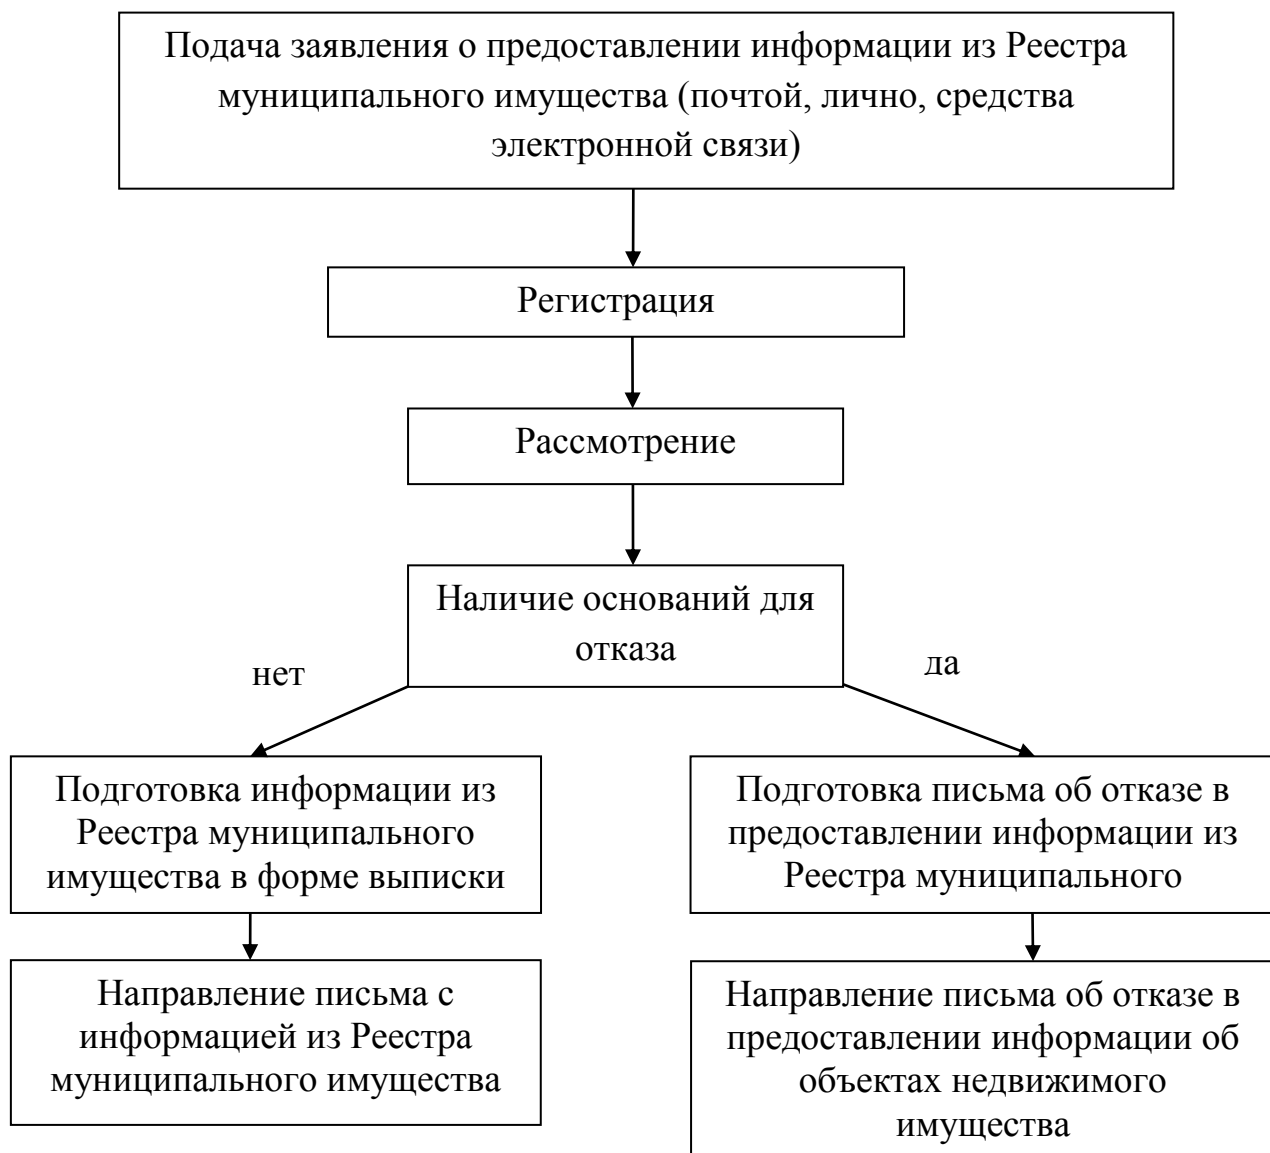 Подача заявления о предоставлении информации из Реестра
муниципального имущества (почтой, лично, средства
электронной связи)
Регистрация
Рассмотрение
Наличие оснований для
отказа
нет
да
Подготовка информации из
Реестра муниципального
имущества в форме выписки
Подготовка письма об отказе в
предоставлении информации из
Реестра муниципального
Направление письма с
информацией из Реестра
муниципального имущества
Направление письма об отказе в
предоставлении информации об
объектах недвижимого
имущества